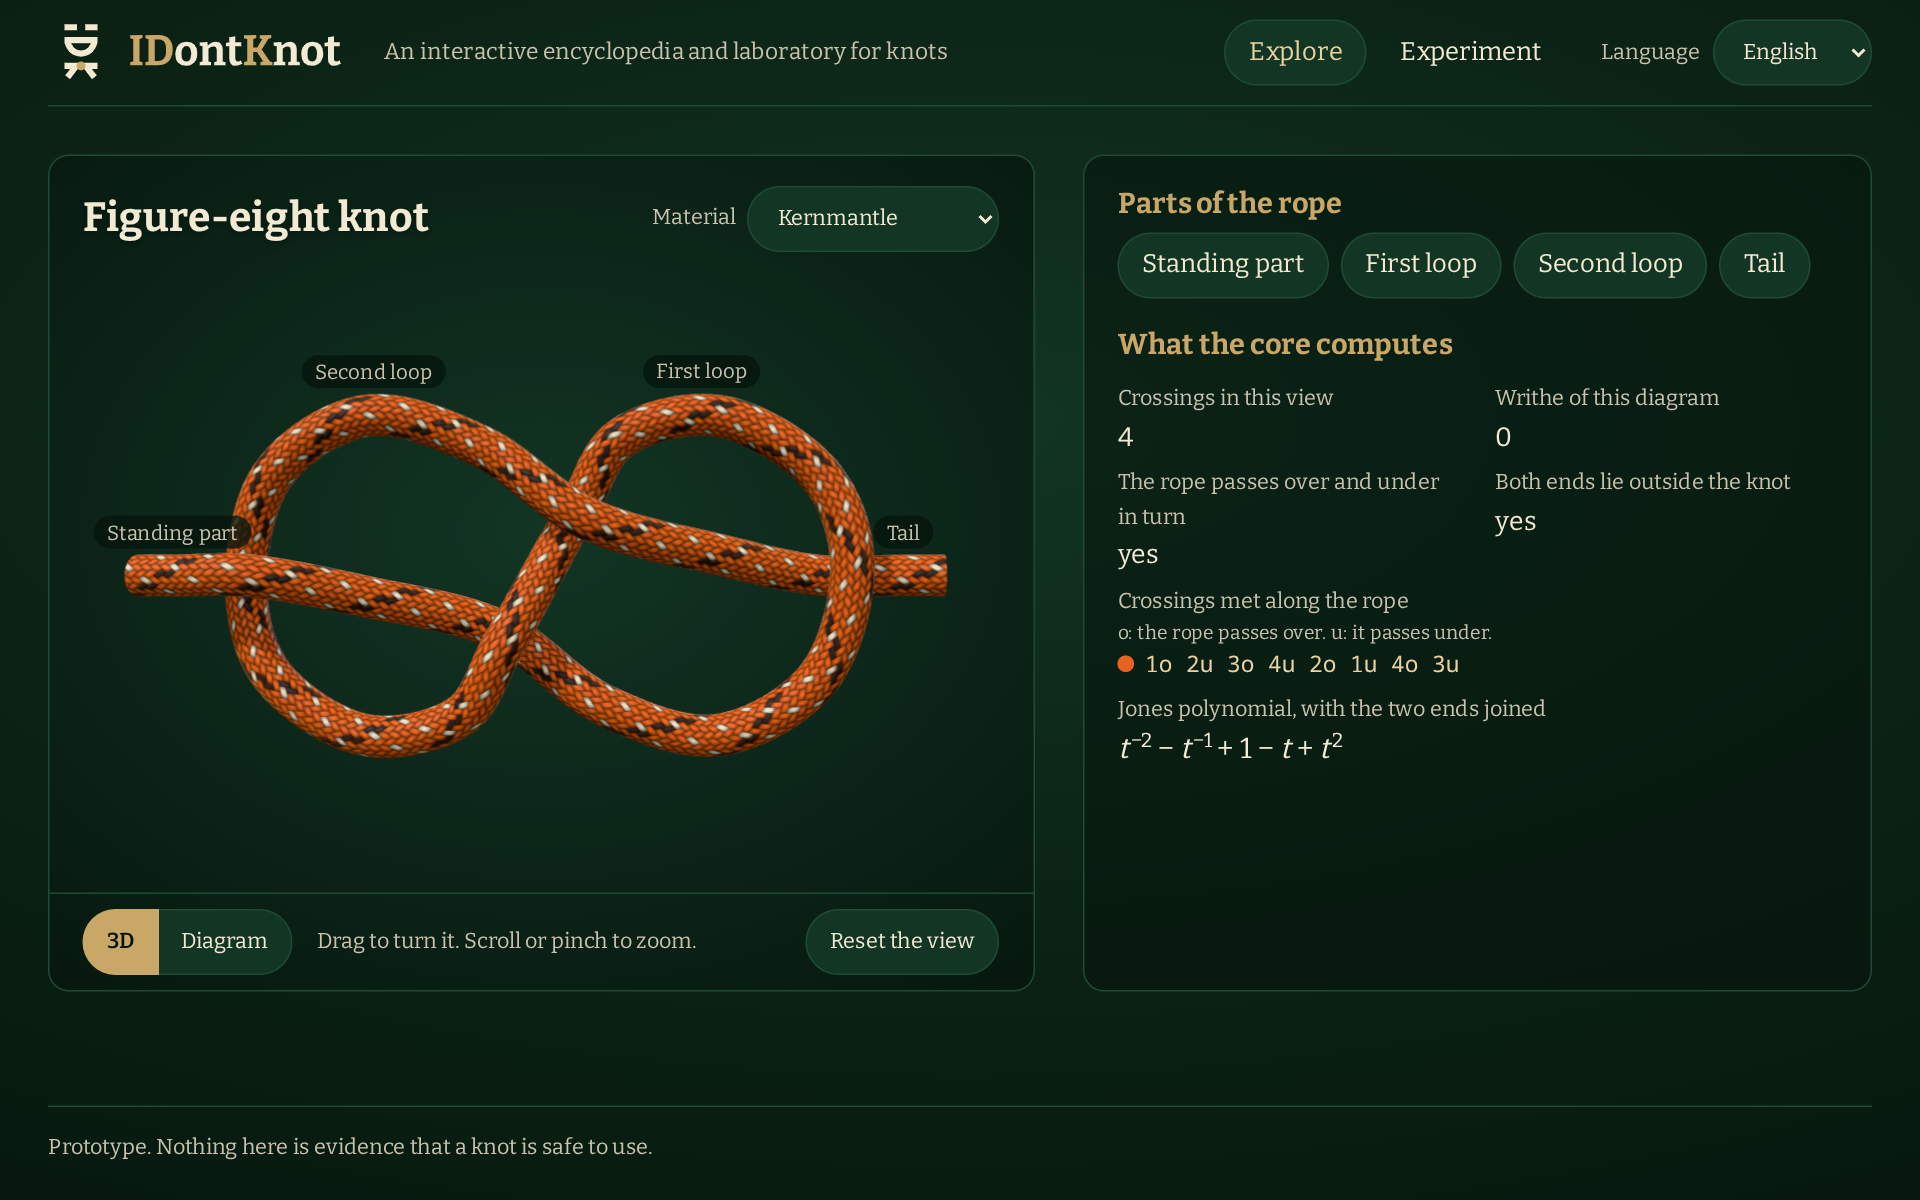 IDontKnot
An interactive encyclopedia and laboratory for knots
Explore
Experiment
Language
English
Figure-eight knot
Material
Kernmantle
Second loop
First loop
Standing part
Tail
3D
Diagram
Drag to turn it. Scroll or pinch to zoom.
Reset the view
Parts of the rope
Standing part
First loop
Second loop
Tail
What the core computes
Crossings in this view
4
Writhe of this diagram
0
The rope passes over and under
in turn
yes
Both ends lie outside the knot
yes
Crossings met along the rope
o: the rope passes over. u: it passes under.
1o 2u 3o 4u 2o 1u 4o 3u
Jones polynomial, with the two ends joined
t⁻² − t⁻¹ + 1 − t + t²
Prototype. Nothing here is evidence that a knot is safe to use.